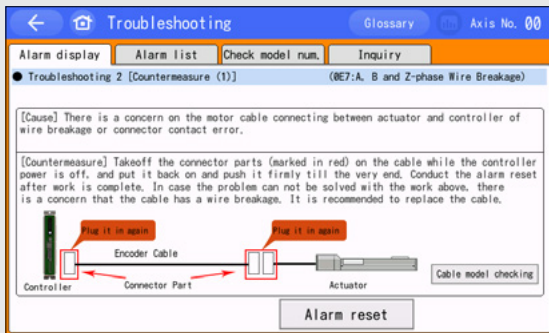 Troubleshooting Glossary Axis No. 00
Alarm display Alarm list Check model num. Inquiry
● Troubleshooting 2 [Countermeasure (1)] (0E7:A, B and Z-phase Wire Breakage)
[Cause] There is a concern on the motor cable connecting between actuator and controller of
wire breakage or connector contact error.
[Countermeasure] Takeoff the connector parts (marked in red) on the cable while the controller
power is off, and put it back on and push it firmly till the very end. Conduct the alarm reset
after work is complete. In case the problem can not be solved with the work above, there
is a concern that the cable has a wire breakage. It is recommended to replace the cable.
Plug it in again Plug it in again
Encoder Cable
Controller Connector Part Actuator
Cable model checking
Alarm reset